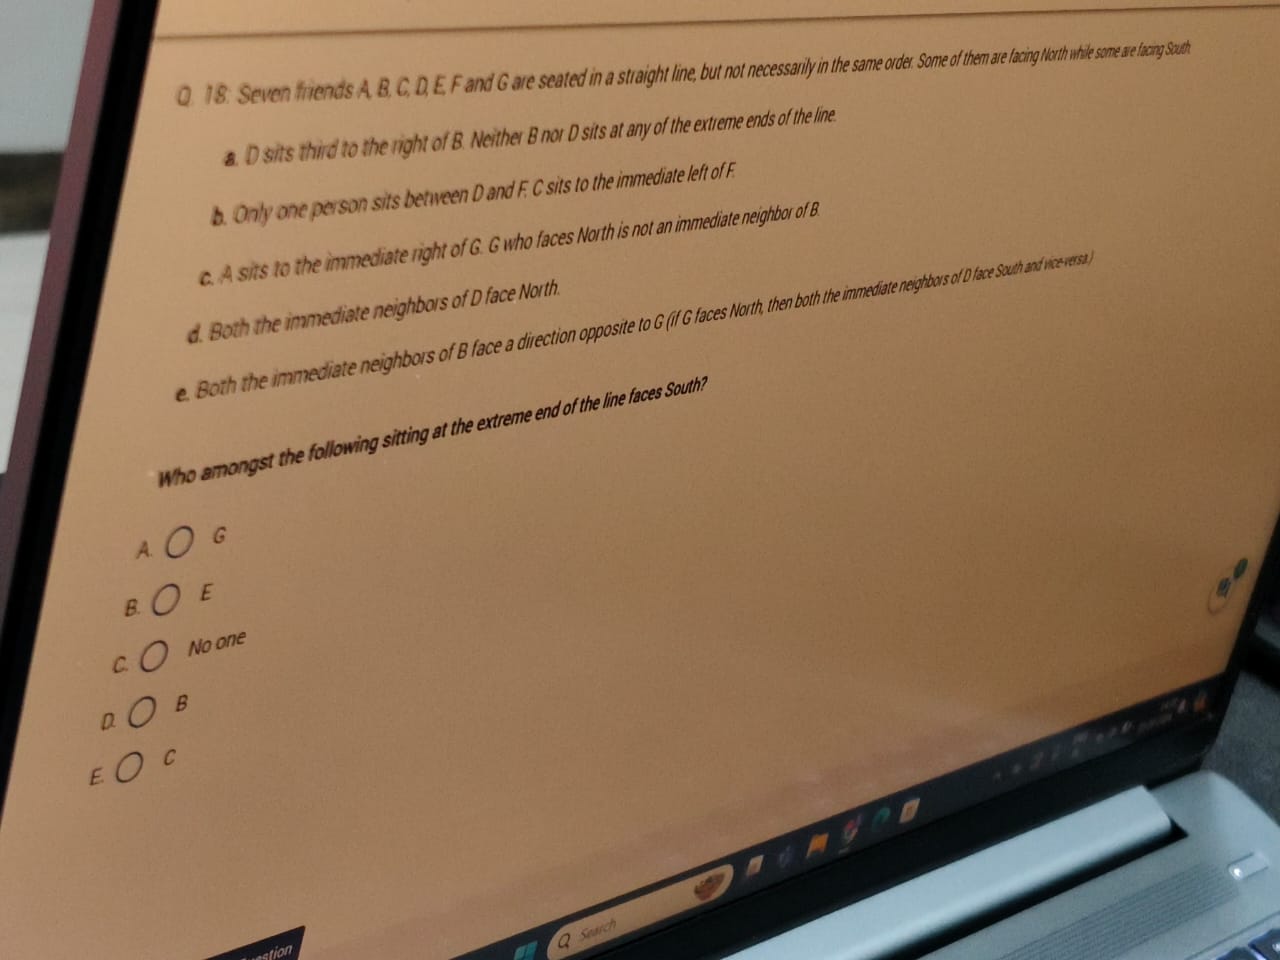 Q. 18: Seven friends A, B, C, D, E, F and G are seated in a straight line, but not necessarily in the same order. Some of them are facing North while some are facing South.
a. D sits third to the right of B. Neither B nor D sits at any of the extreme ends of the line.
b. Only one person sits between D and F. C sits to the immediate left of F.
c. A sits to the immediate right of G. G who faces North is not an immediate neighbor of B.
d. Both the immediate neighbors of D face North.
e. Both the immediate neighbors of B face a direction opposite to G (if G faces North, then both the immediate neighbors of D face South and vice-versa.)
Who amongst the following sitting at the extreme end of the line faces South?
A. G
B. E
C. No one
D. B
E. C
Search